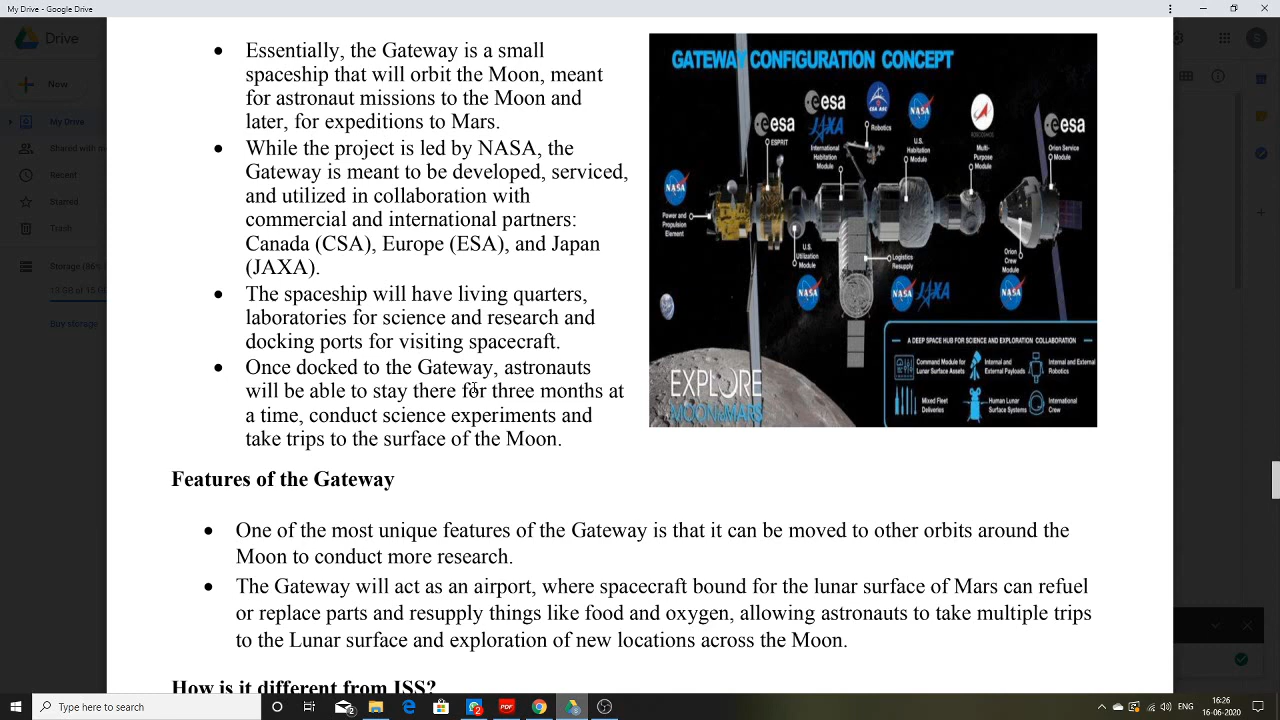 My Drive - Google Drive
Drive
New
My Drive
Shared with m
Recent
Starred
Trash
Storage (86%
13 GB of 15 G
Buy storage
S
Essentially, the Gateway is a small
spaceship that will orbit the Moon, meant
for astronaut missions to the Moon and
later, for expeditions to Mars.
While the project is led by NASA, the
Gateway is meant to be developed, serviced,
and utilized in collaboration with
commercial and international partners:
Canada (CSA), Europe (ESA), and Japan
(JAXA).
The spaceship will have living quarters,
laboratories for science and research and
docking ports for visiting spacecraft.
Once docked to the Gateway, astronauts
will be able to stay there for three months at
a time, conduct science experiments and
take trips to the surface of the Moon.
GATEWAY CONFIGURATION CONCEPT
esa
ESPRIT
esa
JAXA
International
Habitation
Module
CSA ASC
Robotics
NASA
U.S.
Habitation
Module
ROSCOSMOS
Multi-
Purpose
Module
esa
Orion Service
Module
NASA
Power and
Propulsion
Element
U.S.
Utilization
Module
NASA
Logistics
Resupply
NASA JAXA
Orion
Crew
Module
NASA
A DEEP SPACE HUB FOR SCIENCE AND EXPLORATION COLLABORATION
Command Module for
Lunar Surface Assets
Internal and
External Payloads
Internal and External
Robotics
Mixed Fleet
Deliveries
Human Lunar
Surface Systems
International
Crew
EXPLORE
MOON to MARS
Features of the Gateway
One of the most unique features of the Gateway is that it can be moved to other orbits around the
Moon to conduct more research.
The Gateway will act as an airport, where spacecraft bound for the lunar surface of Mars can refuel
or replace parts and resupply things like food and oxygen, allowing astronauts to take multiple trips
to the Lunar surface and exploration of new locations across the Moon.
How is it different from ISS?
Type here to search
2
2
PDF
16:26
16-06-2020